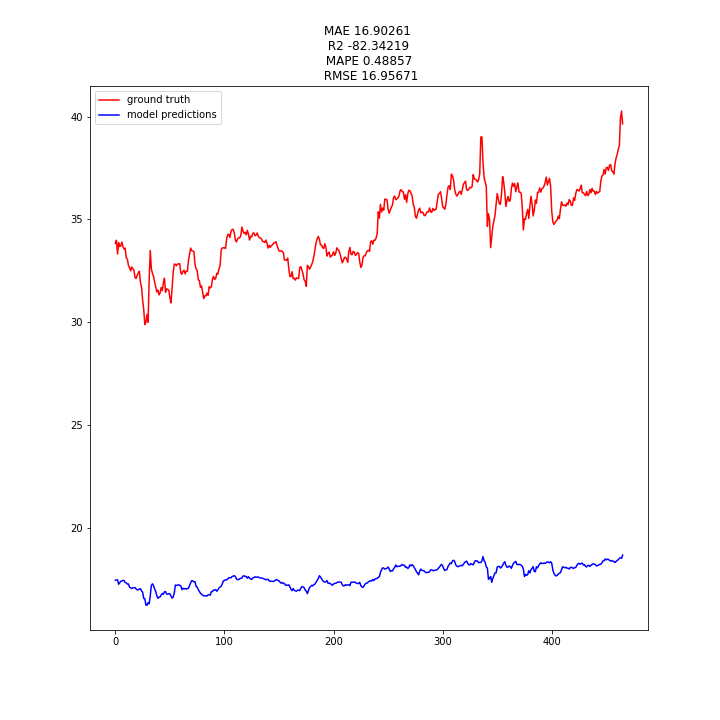 MAE 16.90261
R2 -82.34219
MAPE 0.48857
RMSE 16.95671
ground truth
model predictions
40
35
30
25
20
0 100 200 300 400